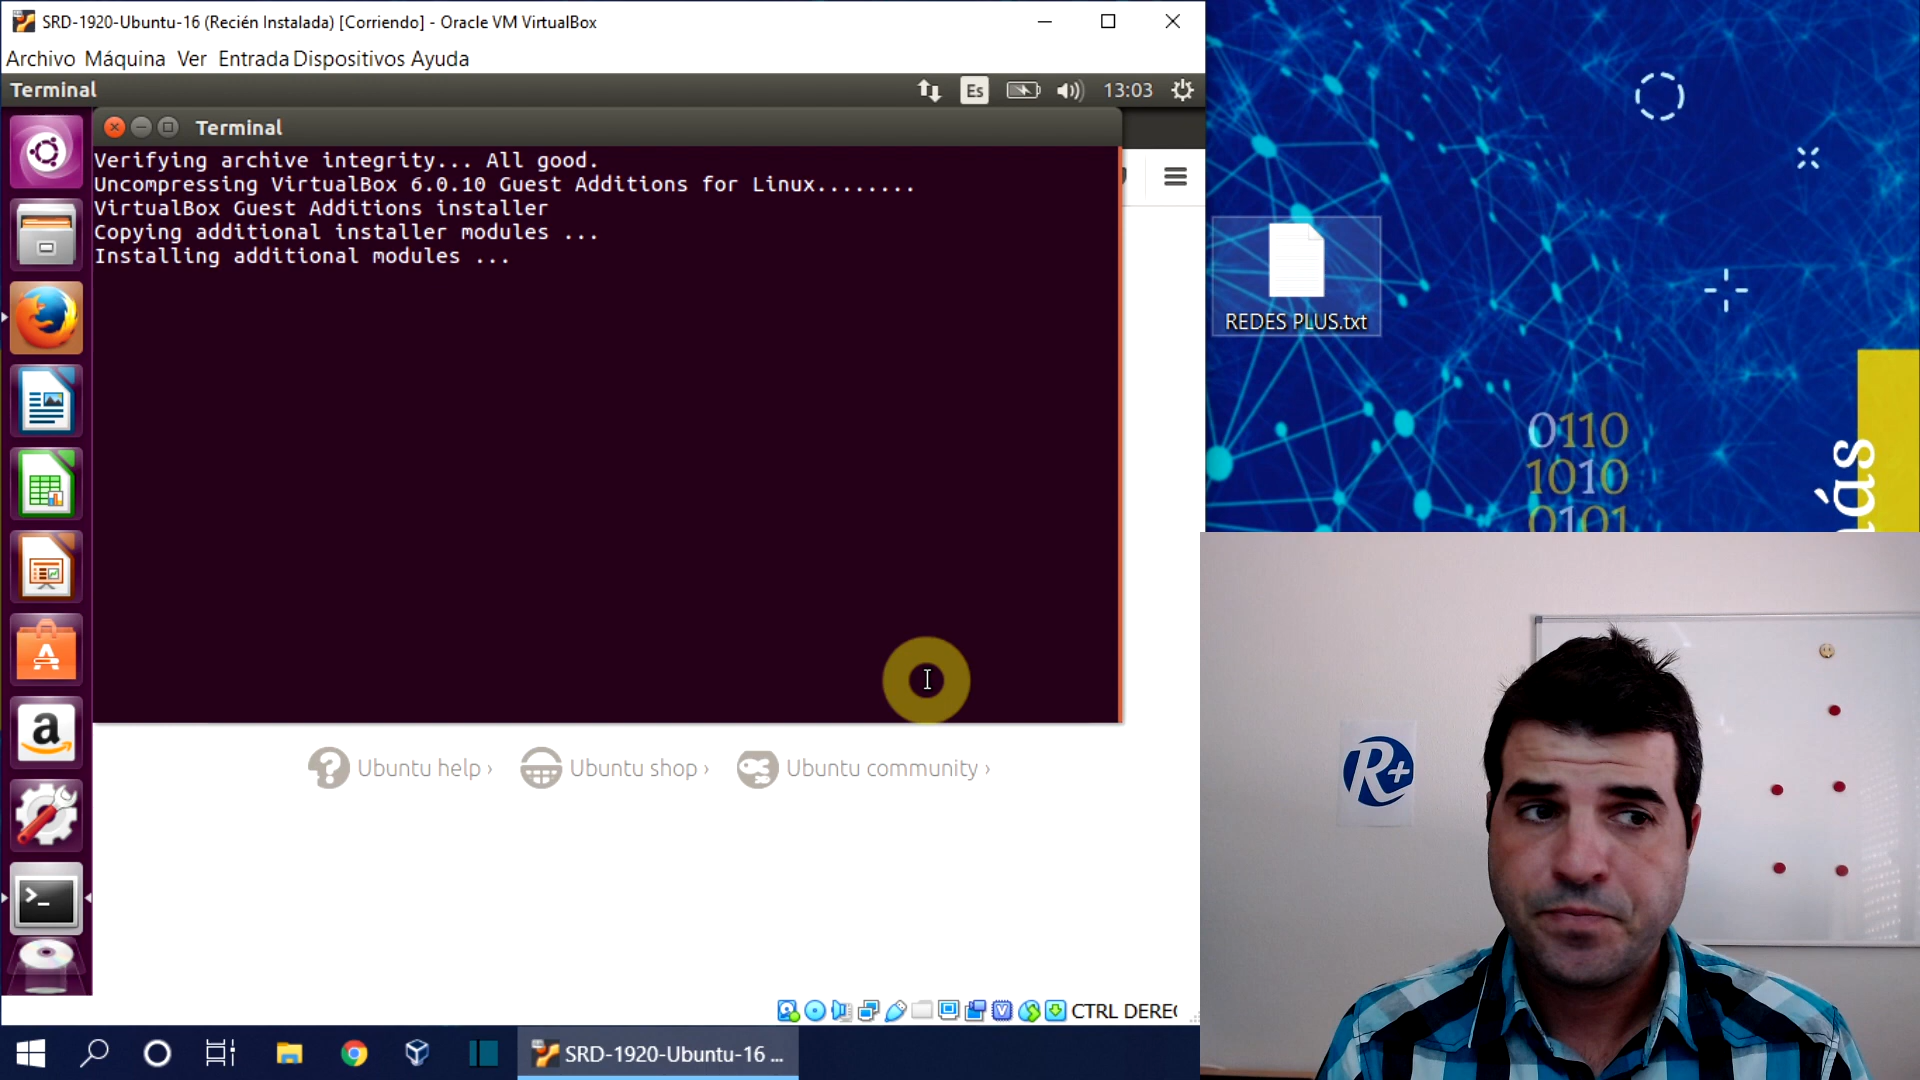 SRD-1920-Ubuntu-16 (Recién Instalada) [Corriendo] - Oracle VM VirtualBox
Archivo Máquina Ver Entrada Dispositivos Ayuda
Terminal
Es
13:03
Terminal
Verifying archive integrity... All good.
Uncompressing VirtualBox 6.0.10 Guest Additions for Linux........
VirtualBox Guest Additions installer
Copying additional installer modules ...
Installing additional modules ...
Ubuntu help ›
Ubuntu shop ›
Ubuntu community ›
CTRL DEREC
SRD-1920-Ubuntu-16 ...
REDES PLUS.txt
0110
1010
0101
más
R+